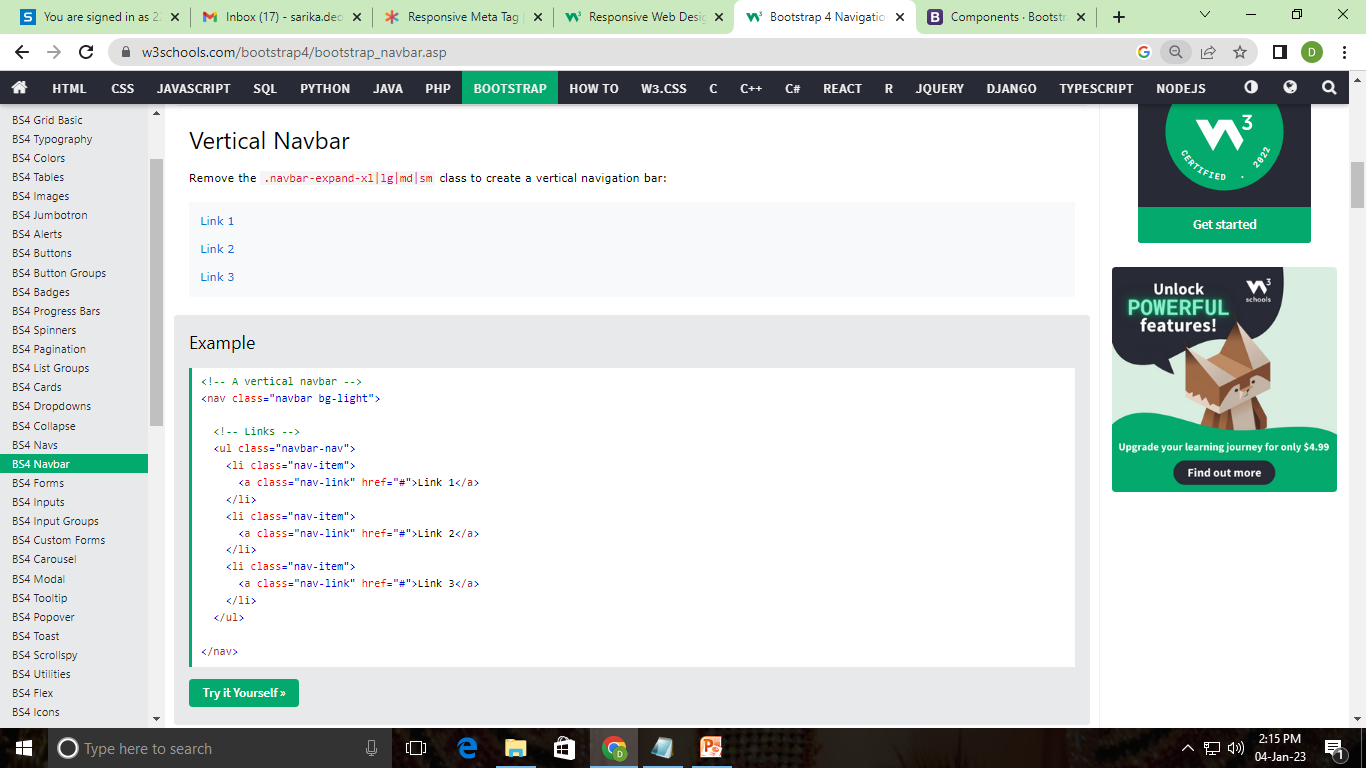 You are signed in as 2
Inbox (17) - sarika.deo
Responsive Meta Tag
Responsive Web Desig
Bootstrap 4 Navigatio
Components · Bootstr
w3schools.com/bootstrap4/bootstrap_navbar.asp
D
HTML CSS JAVASCRIPT SQL PYTHON JAVA PHP BOOTSTRAP HOW TO W3.CSS C C++ C# REACT R JQUERY DJANGO TYPESCRIPT NODEJS
BS4 Grid Basic
BS4 Typography
BS4 Colors
BS4 Tables
BS4 Images
BS4 Jumbotron
BS4 Alerts
BS4 Buttons
BS4 Button Groups
BS4 Badges
BS4 Progress Bars
BS4 Spinners
BS4 Pagination
BS4 List Groups
BS4 Cards
BS4 Dropdowns
BS4 Collapse
BS4 Navs
BS4 Navbar
BS4 Forms
BS4 Inputs
BS4 Input Groups
BS4 Custom Forms
BS4 Carousel
BS4 Modal
BS4 Tooltip
BS4 Popover
BS4 Toast
BS4 Scrollspy
BS4 Utilities
BS4 Flex
BS4 Icons
Vertical Navbar
Remove the .navbar-expand-xl|lg|md|sm class to create a vertical navigation bar:
Link 1
Link 2
Link 3
Example
<!-- A vertical navbar -->
<nav class="navbar bg-light">
<!-- Links -->
<ul class="navbar-nav">
<li class="nav-item">
<a class="nav-link" href="#">Link 1</a>
</li>
<li class="nav-item">
<a class="nav-link" href="#">Link 2</a>
</li>
<li class="nav-item">
<a class="nav-link" href="#">Link 3</a>
</li>
</ul>
</nav>
Try it Yourself »
W3
CERTIFIED . 2022
Get started
Unlock
POWERFUL
features!
W3
schools
Upgrade your learning journey for only $4.99
Find out more
Type here to search
D
2:15 PM
04-Jan-23
1